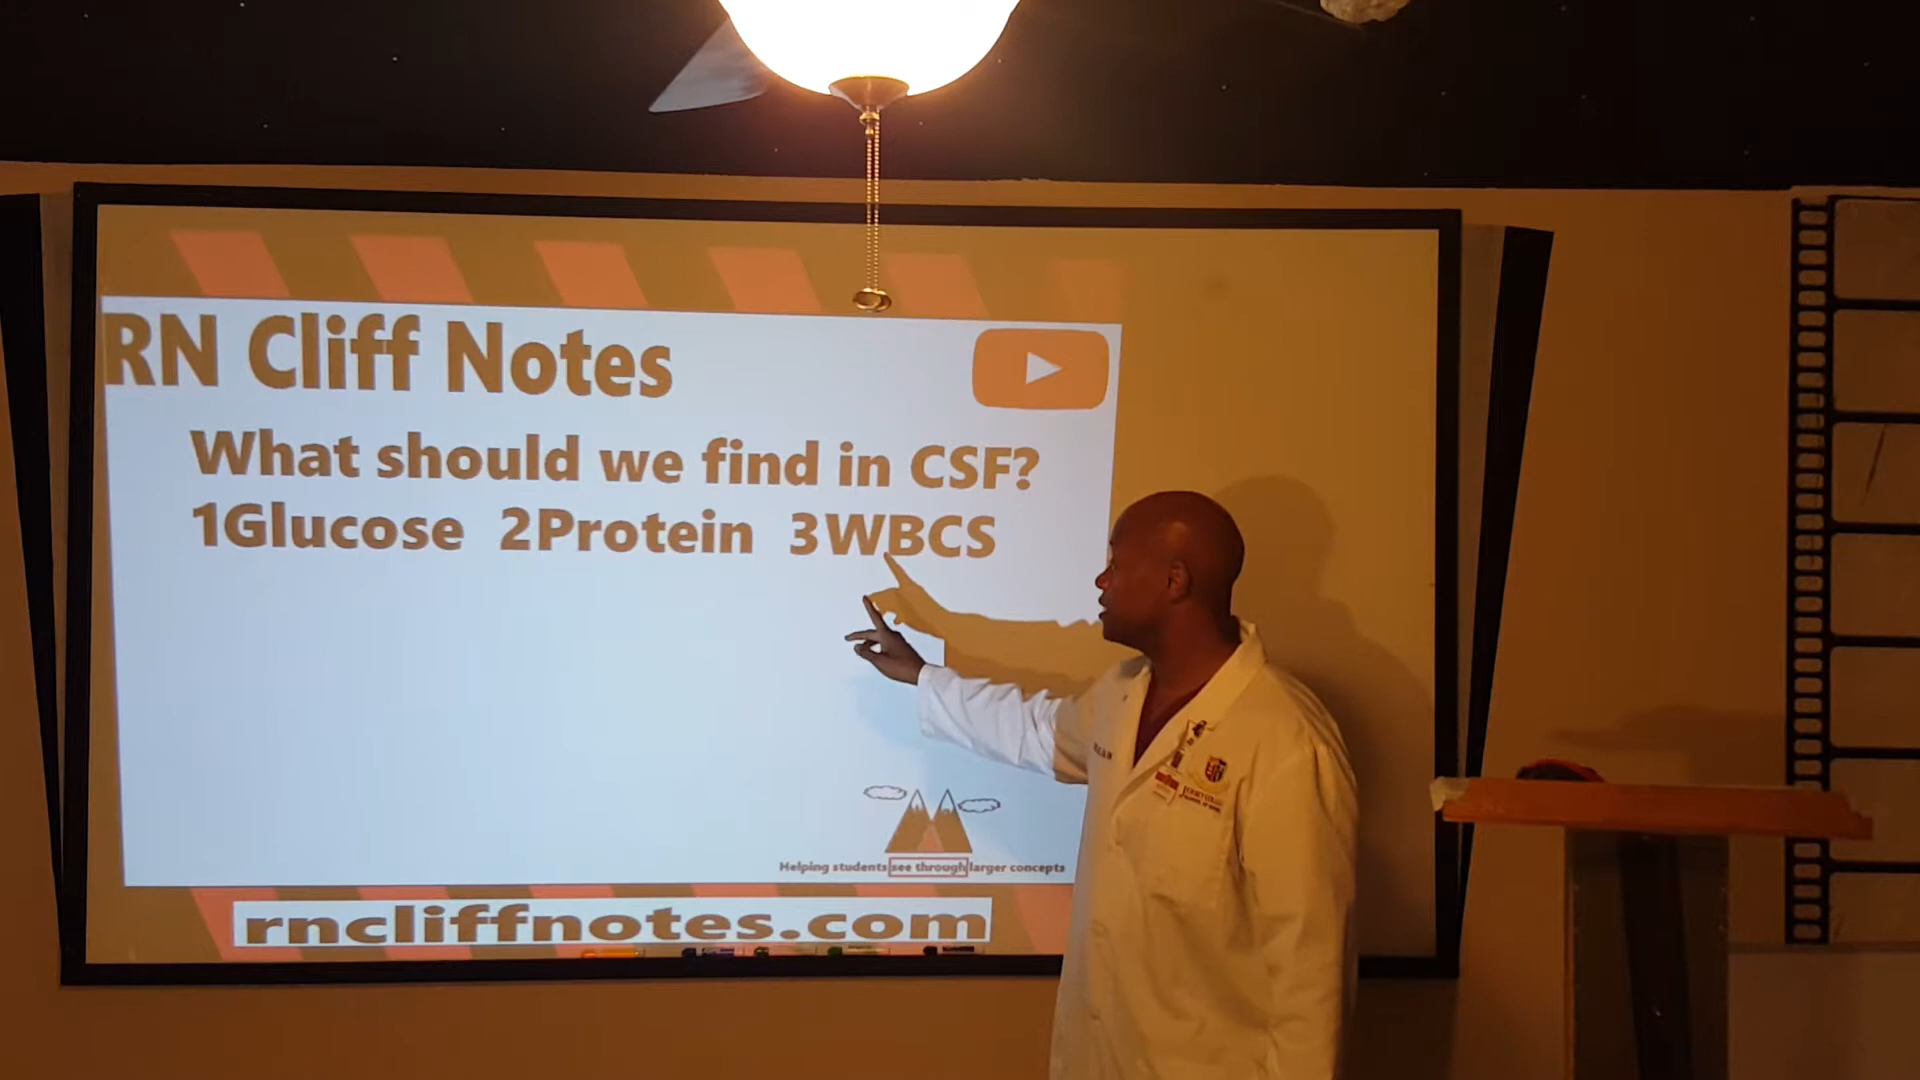 RN Cliff Notes
What should we find in CSF?
1Glucose 2Protein 3WBCS
Helping students see through larger concepts
rncliffnotes.com